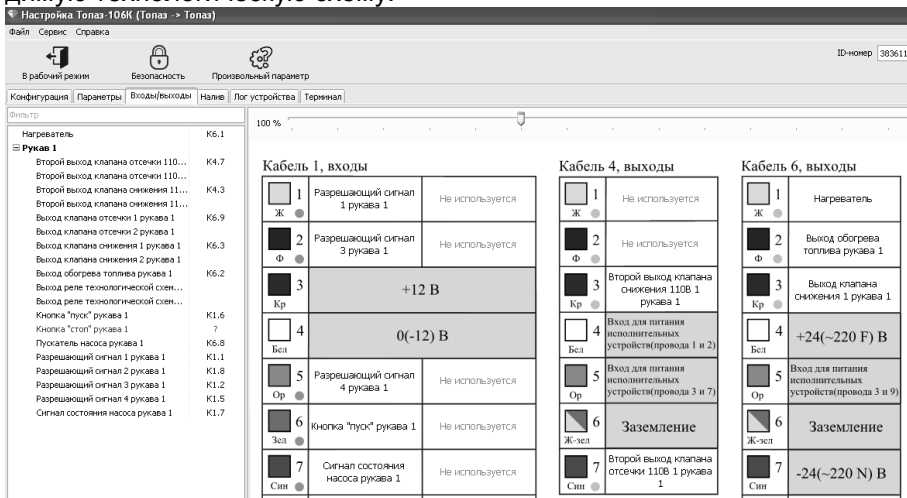 димую технологическую схему.
Настройка Топаз-106К (Топаз -> Топаз)
Файл Сервис Справка
В рабочий режим Безопасность Произвольный параметр ID-номер 383611
Конфигурация Параметры Входы/выходы Налив Лог устройства Терминал
Фильтр
Нагреватель К6.1
Рукав 1
Второй выход клапана отсечки 110... К4.7
Второй выход клапана отсечки 110...
Второй выход клапана снижения 11... К4.3
Второй выход клапана снижения 11...
Выход клапана отсечки 1 рукава 1 К6.9
Выход клапана отсечки 2 рукава 1
Выход клапана снижения 1 рукава 1 К6.3
Выход клапана снижения 2 рукава 1
Выход обогрева топлива рукава 1 К6.2
Выход реле технологической схем...
Выход реле технологической схем...
Кнопка "пуск" рукава 1 К1.6
Кнопка "стоп" рукава 1 ?
Пускатель насоса рукава 1 К6.8
Разрешающий сигнал 1 рукава 1 К1.1
Разрешающий сигнал 2 рукава 1 К1.8
Разрешающий сигнал 3 рукава 1 К1.2
Разрешающий сигнал 4 рукава 1 К1.5
Сигнал состояния насоса рукава 1 К1.7
100 %
Кабель 1, входы
1 Ж Разрешающий сигнал
1 рукава 1
Не используется
2 Ф Разрешающий сигнал
3 рукава 1
Не используется
3 Кр +12 В
4 Бел 0(-12) В
5 Ор Разрешающий сигнал
4 рукава 1
Не используется
6 Зел Кнопка "пуск" рукава 1
Не используется
7 Син Сигнал состояния
насоса рукава 1
Не используется
Кабель 4, выходы
1 Ж Не используется
2 Ф Не используется
3 Кр Второй выход клапана
снижения 110В 1
рукава 1
4 Бел Вход для питания
исполнительных
устройств(провода 1 и 2)
5 Ор Вход для питания
исполнительных
устройств(провода 3 и 7)
6 Ж-зел Заземление
7 Син Второй выход клапана
отсечки 110В 1 рукава
1
Кабель 6, выходы
1 Ж Нагреватель
2 Ф Выход обогрева
топлива рукава 1
3 Кр Выход клапана
снижения 1 рукава 1
4 Бел +24(~220 F) В
5 Ор Вход для питания
исполнительных
устройств(провода 3 и 9)
6 Ж-зел Заземление
7 Син -24(~220 N) В